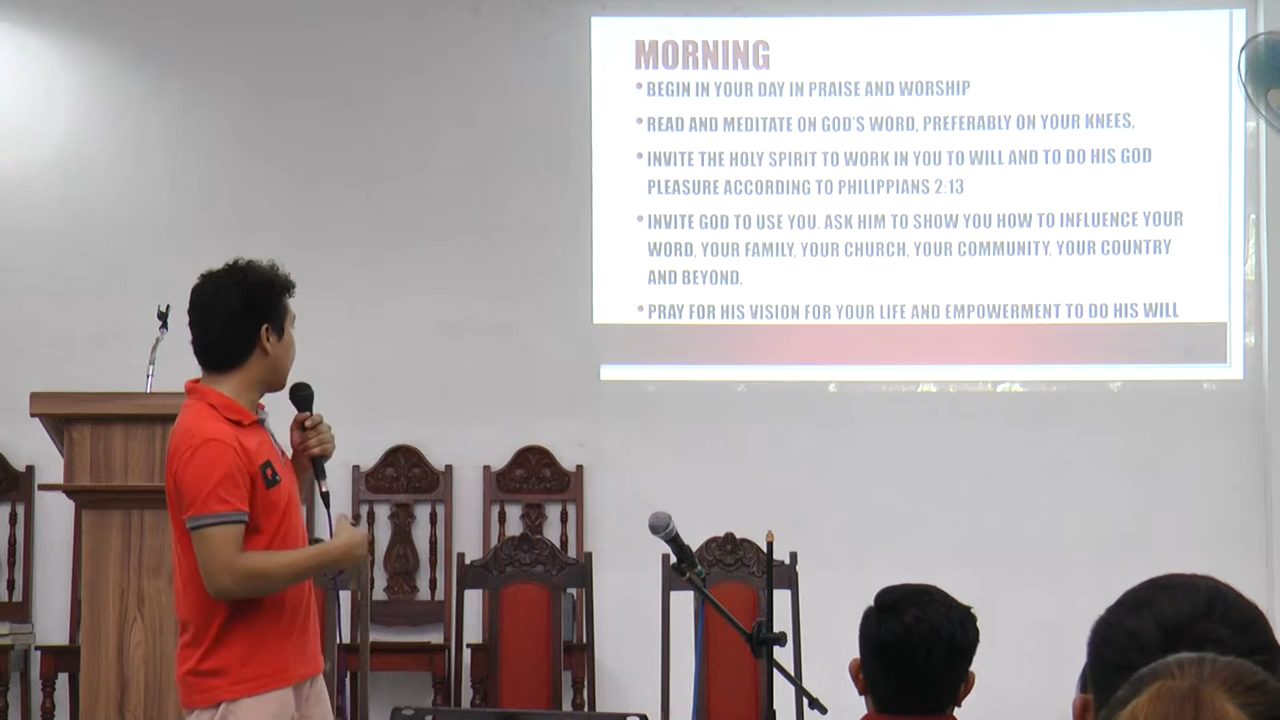 MORNING
• BEGIN IN YOUR DAY IN PRAISE AND WORSHIP
• READ AND MEDITATE ON GOD'S WORD, PREFERABLY ON YOUR KNEES,
• INVITE THE HOLY SPIRIT TO WORK IN YOU TO WILL AND TO DO HIS GOD
PLEASURE ACCORDING TO PHILIPPIANS 2:13
• INVITE GOD TO USE YOU. ASK HIM TO SHOW YOU HOW TO INFLUENCE YOUR
WORD, YOUR FAMILY, YOUR CHURCH, YOUR COMMUNITY, YOUR COUNTRY
AND BEYOND.
• PRAY FOR HIS VISION FOR YOUR LIFE AND EMPOWERMENT TO DO HIS WILL